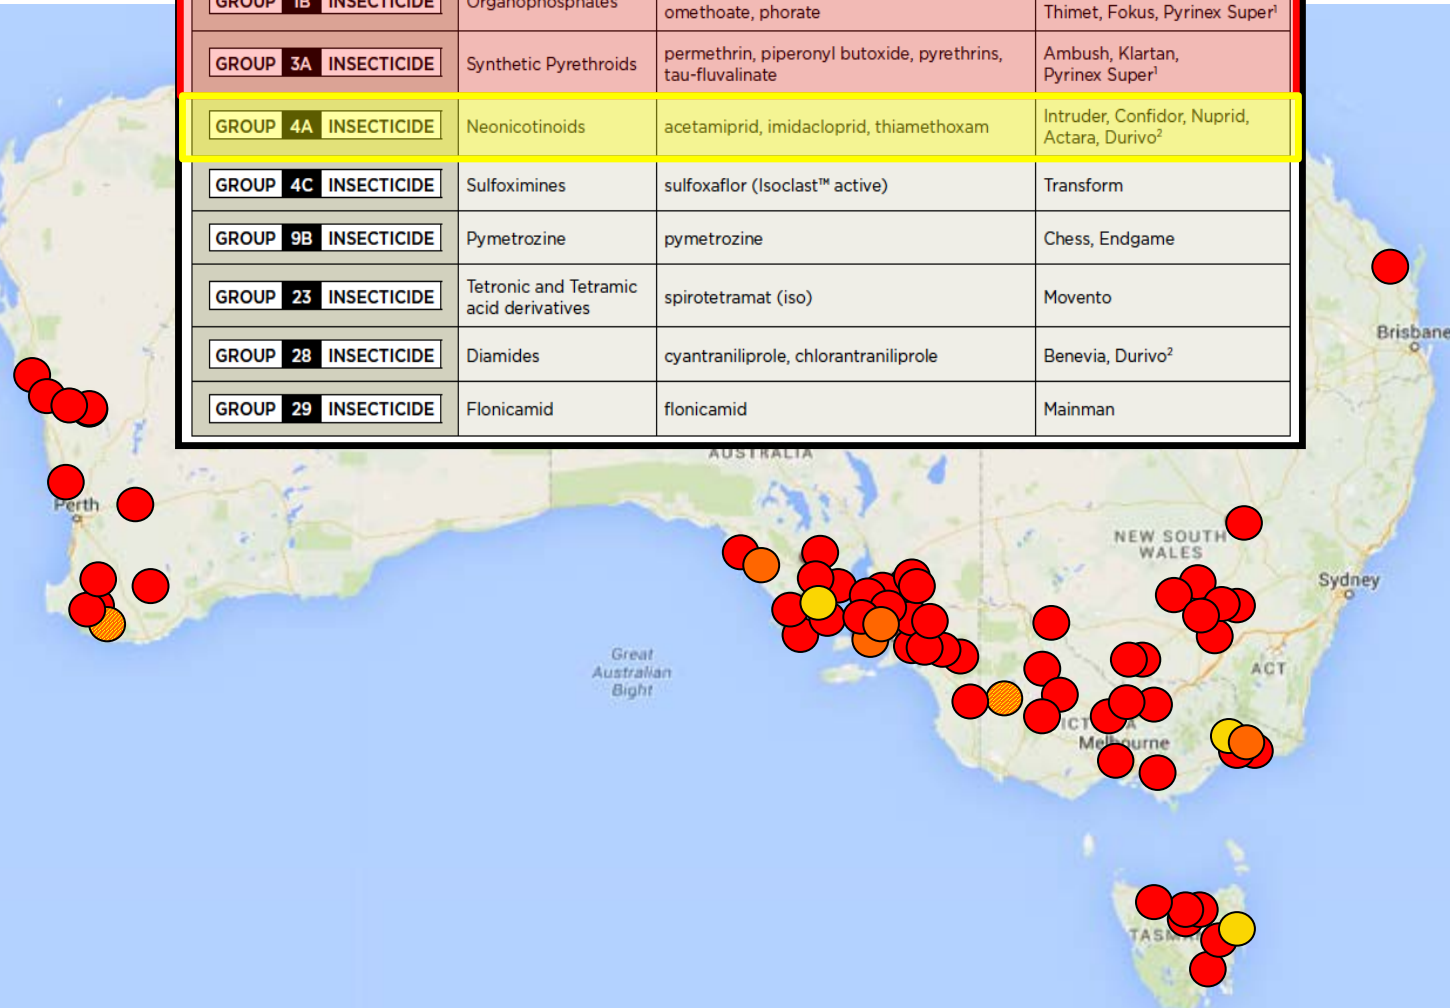 GROUP 1B INSECTICIDE Organophosphates
omethoate, phorate
Thimet, Fokus, Pyrinex Super¹
GROUP 3A INSECTICIDE
Synthetic Pyrethroids
permethrin, piperonyl butoxide, pyrethrins,
tau-fluvalinate
Ambush, Klartan,
Pyrinex Super¹
GROUP 4A INSECTICIDE
Neonicotinoids
acetamiprid, imidacloprid, thiamethoxam
Intruder, Confidor, Nuprid,
Actara, Durivo²
GROUP 4C INSECTICIDE
Sulfoximines
sulfoxaflor (Isoclast™ active)
Transform
GROUP 9B INSECTICIDE
Pymetrozine
pymetrozine
Chess, Endgame
GROUP 23 INSECTICIDE
Tetronic and Tetramic
acid derivatives
spirotetramat (iso)
Movento
GROUP 28 INSECTICIDE
Diamides
cyantraniliprole, chlorantraniliprole
Benevia, Durivo²
GROUP 29 INSECTICIDE
Flonicamid
flonicamid
Mainman
Brisbane
AUSTRALIA
Perth
NEW SOUTH
WALES
Sydney
Great
Australian
Bight
ACT
Melbourne